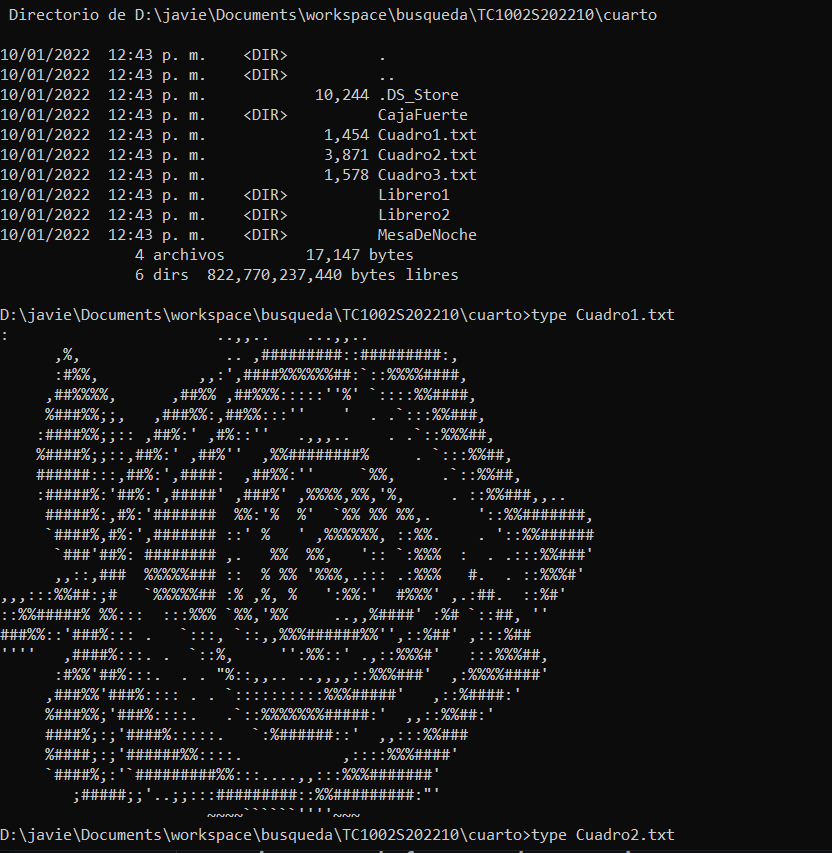 Directorio de D:\javie\Documents\workspace\busqueda\TC1002S202210\cuarto
10/01/2022  12:43 p. m.    <DIR>          .
10/01/2022  12:43 p. m.    <DIR>          ..
10/01/2022  12:43 p. m.            10,244 .DS_Store
10/01/2022  12:43 p. m.    <DIR>          CajaFuerte
10/01/2022  12:43 p. m.             1,454 Cuadro1.txt
10/01/2022  12:43 p. m.             3,871 Cuadro2.txt
10/01/2022  12:43 p. m.             1,578 Cuadro3.txt
10/01/2022  12:43 p. m.    <DIR>          Librero1
10/01/2022  12:43 p. m.    <DIR>          Librero2
10/01/2022  12:43 p. m.    <DIR>          MesaDeNoche
4 archivos         17,147 bytes
6 dirs  822,770,237,440 bytes libres
D:\javie\Documents\workspace\busqueda\TC1002S202210\cuarto>type Cuadro1.txt
D:\javie\Documents\workspace\busqueda\TC1002S202210\cuarto>type Cuadro2.txt